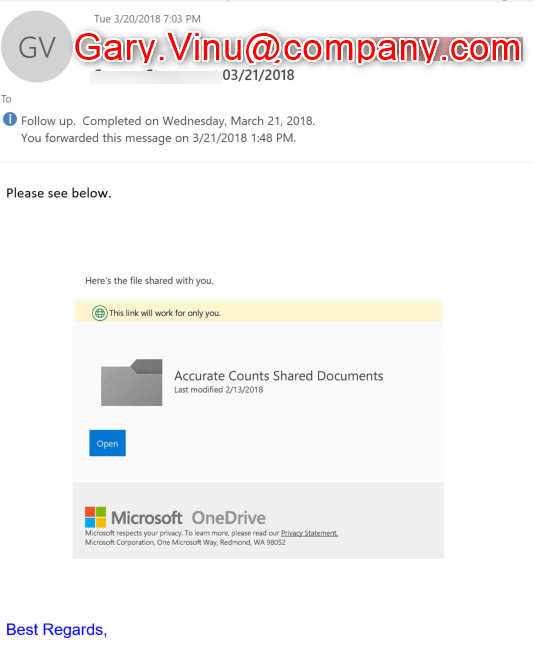 Tue 3/20/2018 7:03 PM
GV
Gary.Vinu@company.com
03/21/2018
To
Follow up. Completed on Wednesday, March 21, 2018.
You forwarded this message on 3/21/2018 1:48 PM.
Please see below.
Here's the file shared with you.
This link will work for only you.
Accurate Counts Shared Documents
Last modified 2/13/2018
Open
Microsoft OneDrive
Microsoft respects your privacy. To learn more, please read our Privacy Statement.
Microsoft Corporation, One Microsoft Way, Redmond, WA 98052
Best Regards,